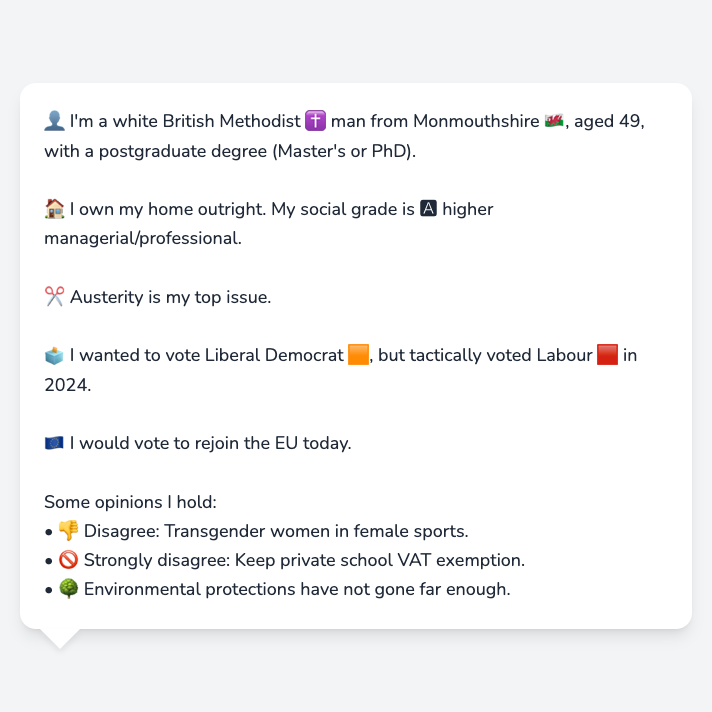 👤 I'm a white British Methodist ✝️ man from Monmouthshire 🏴󠁧󠁢󠁷󠁬󠁳󠁿, aged 49,
with a postgraduate degree (Master's or PhD).
🏠 I own my home outright. My social grade is 🅰 higher
managerial/professional.
✂️ Austerity is my top issue.
🗳️ I wanted to vote Liberal Democrat 🟧, but tactically voted Labour 🟥 in
2024.
🇪🇺 I would vote to rejoin the EU today.
Some opinions I hold:
• 👎 Disagree: Transgender women in female sports.
• 🚫 Strongly disagree: Keep private school VAT exemption.
• 🌳 Environmental protections have not gone far enough.